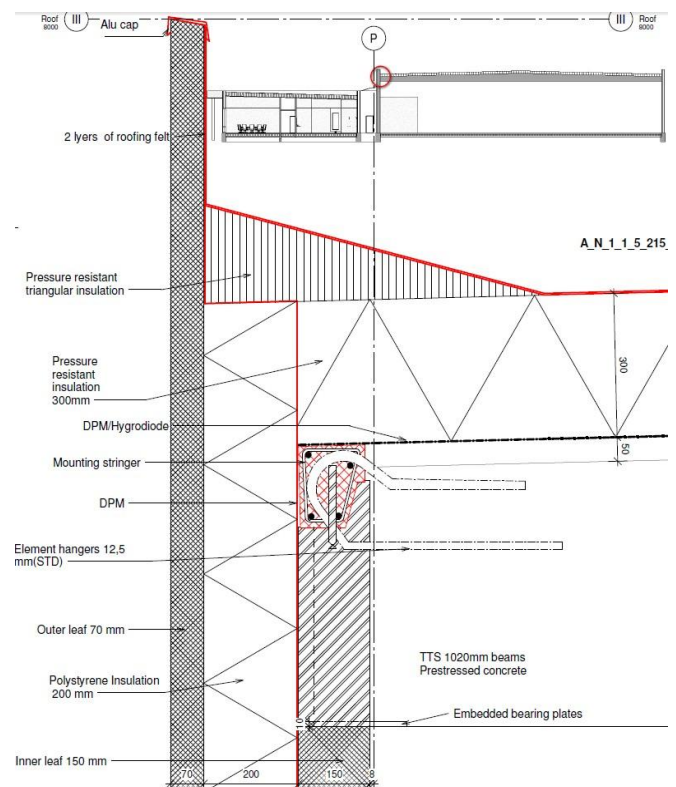 Roof
8000
III
III
Roof
8000
Alu cap
P
2 lyers of roofing felt
A_N_1_1_5_215_
Pressure resistant
triangular insulation
Pressure
resistant
insulation
300mm
300
DPM/Hygrodiode
50
Mounting stringer
DPM
Element hangers 12,5
mm(STD)
Outer leaf 70 mm
TTS 1020mm beams
Prestressed concrete
Polystyrene Insulation
200 mm
Embedded bearing plates
10
Inner leaf 150 mm
70
200
150
8